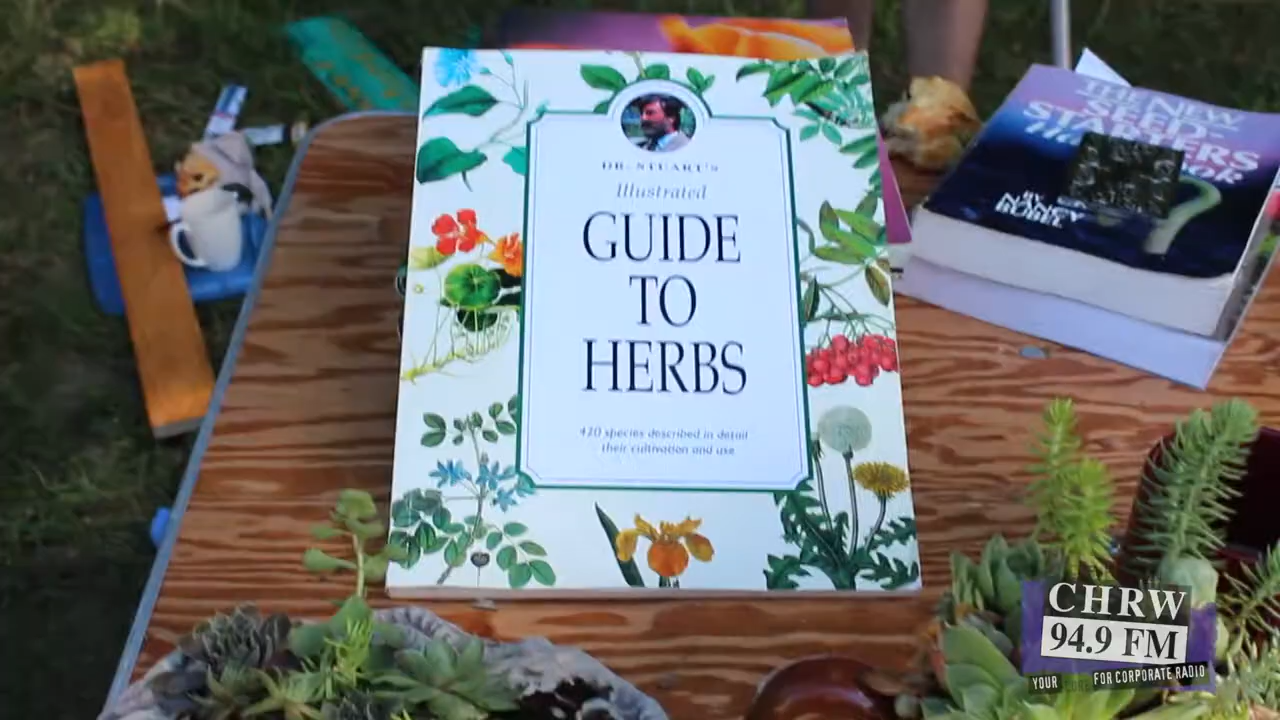 DR. STUART'S
Illustrated
GUIDE
TO
HERBS
420 species described in detail
their cultivation and use
THE NEW
SEED-
STARTERS
BY
NANCY
BUBEL
CHRW
94.9 FM
YOUR
FOR CORPORATE RADIO